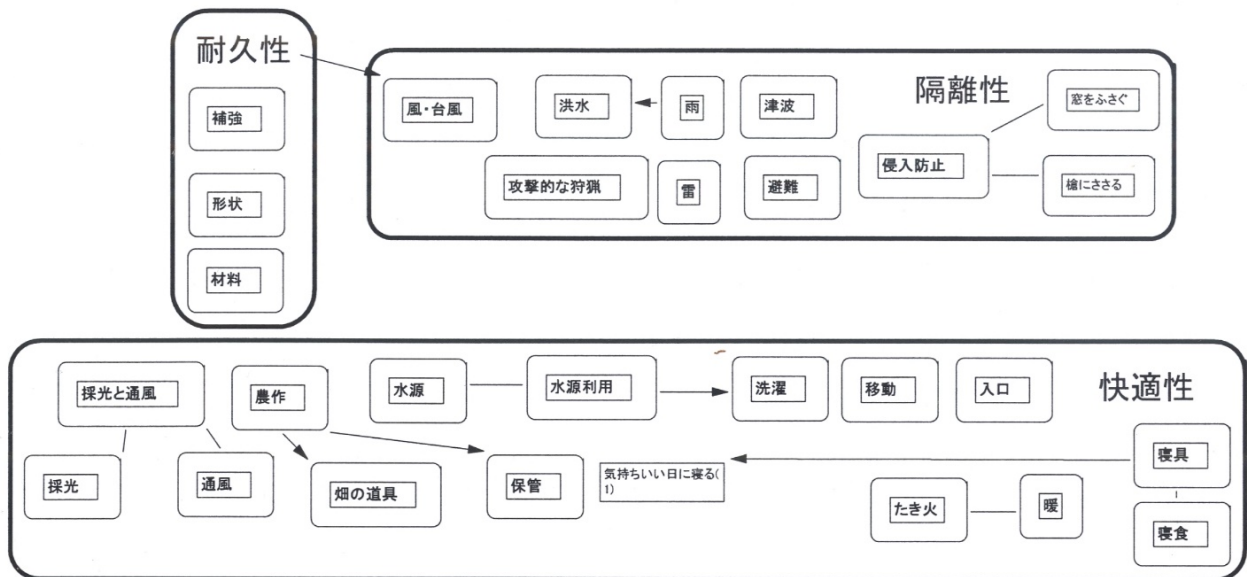 耐久性
補強
形状
材料
隔離性
風・台風
洪水
雨
津波
窓をふさぐ
侵入防止
攻撃的な狩猟
雷
避難
槍にささる
快適性
採光と通風
農作
水源
水源利用
洗濯
移動
入口
採光
通風
畑の道具
保管
気持ちいい日に寝る(
1)
たき火
暖
寝具
寝食